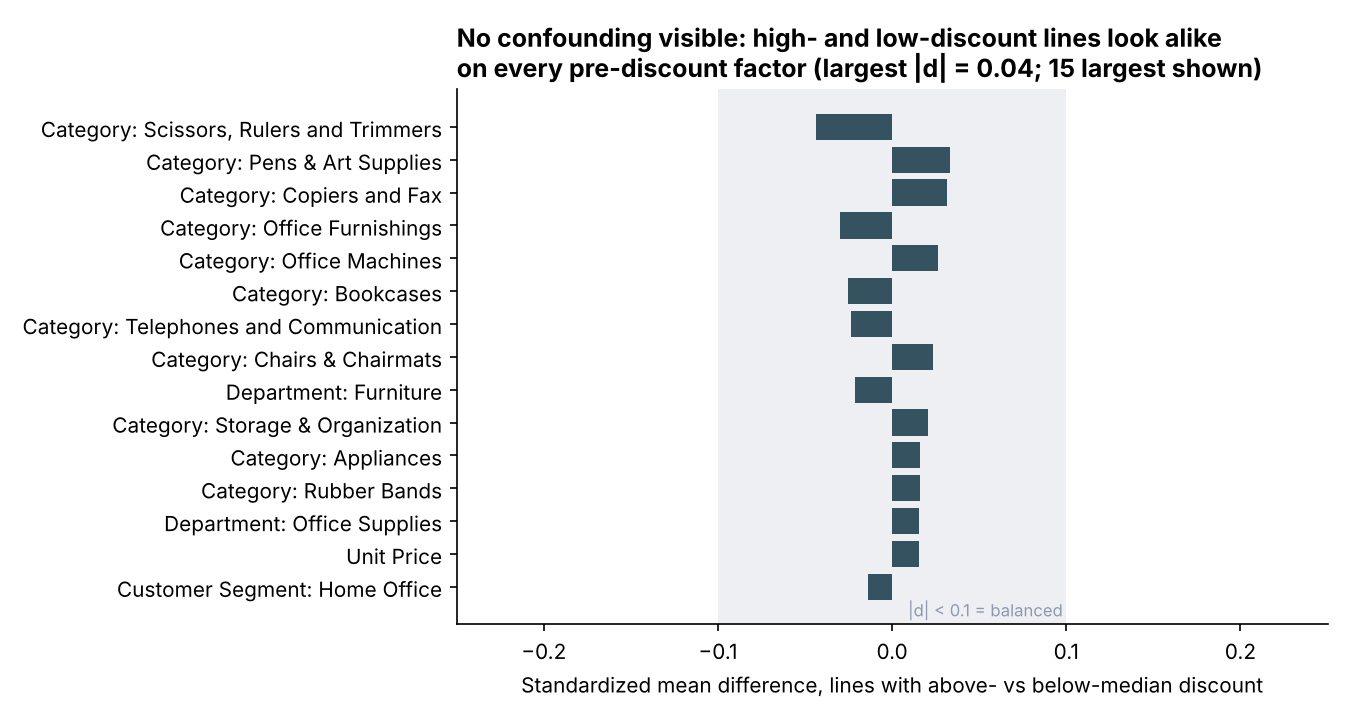 No confounding visible: high- and low-discount lines look alike
on every pre-discount factor (largest |d| = 0.04; 15 largest shown)
Category: Scissors, Rulers and Trimmers
Category: Pens & Art Supplies
Category: Copiers and Fax
Category: Office Furnishings
Category: Office Machines
Category: Bookcases
Category: Telephones and Communication
Category: Chairs & Chairmats
Department: Furniture
Category: Storage & Organization
Category: Appliances
Category: Rubber Bands
Department: Office Supplies
Unit Price
Customer Segment: Home Office
|d| < 0.1 = balanced
−0.2 −0.1 0.0 0.1 0.2
Standardized mean difference, lines with above- vs below-median discount